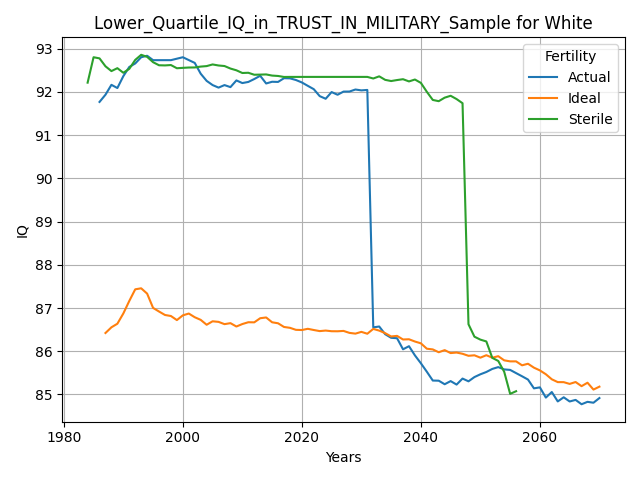 Lower_Quartile_IQ_in_TRUST_IN_MILITARY_Sample for White
93
92
91
90
89
88
87
86
85
IQ
Fertility
Actual
Ideal
Sterile
1980
2000
2020
2040
2060
Years